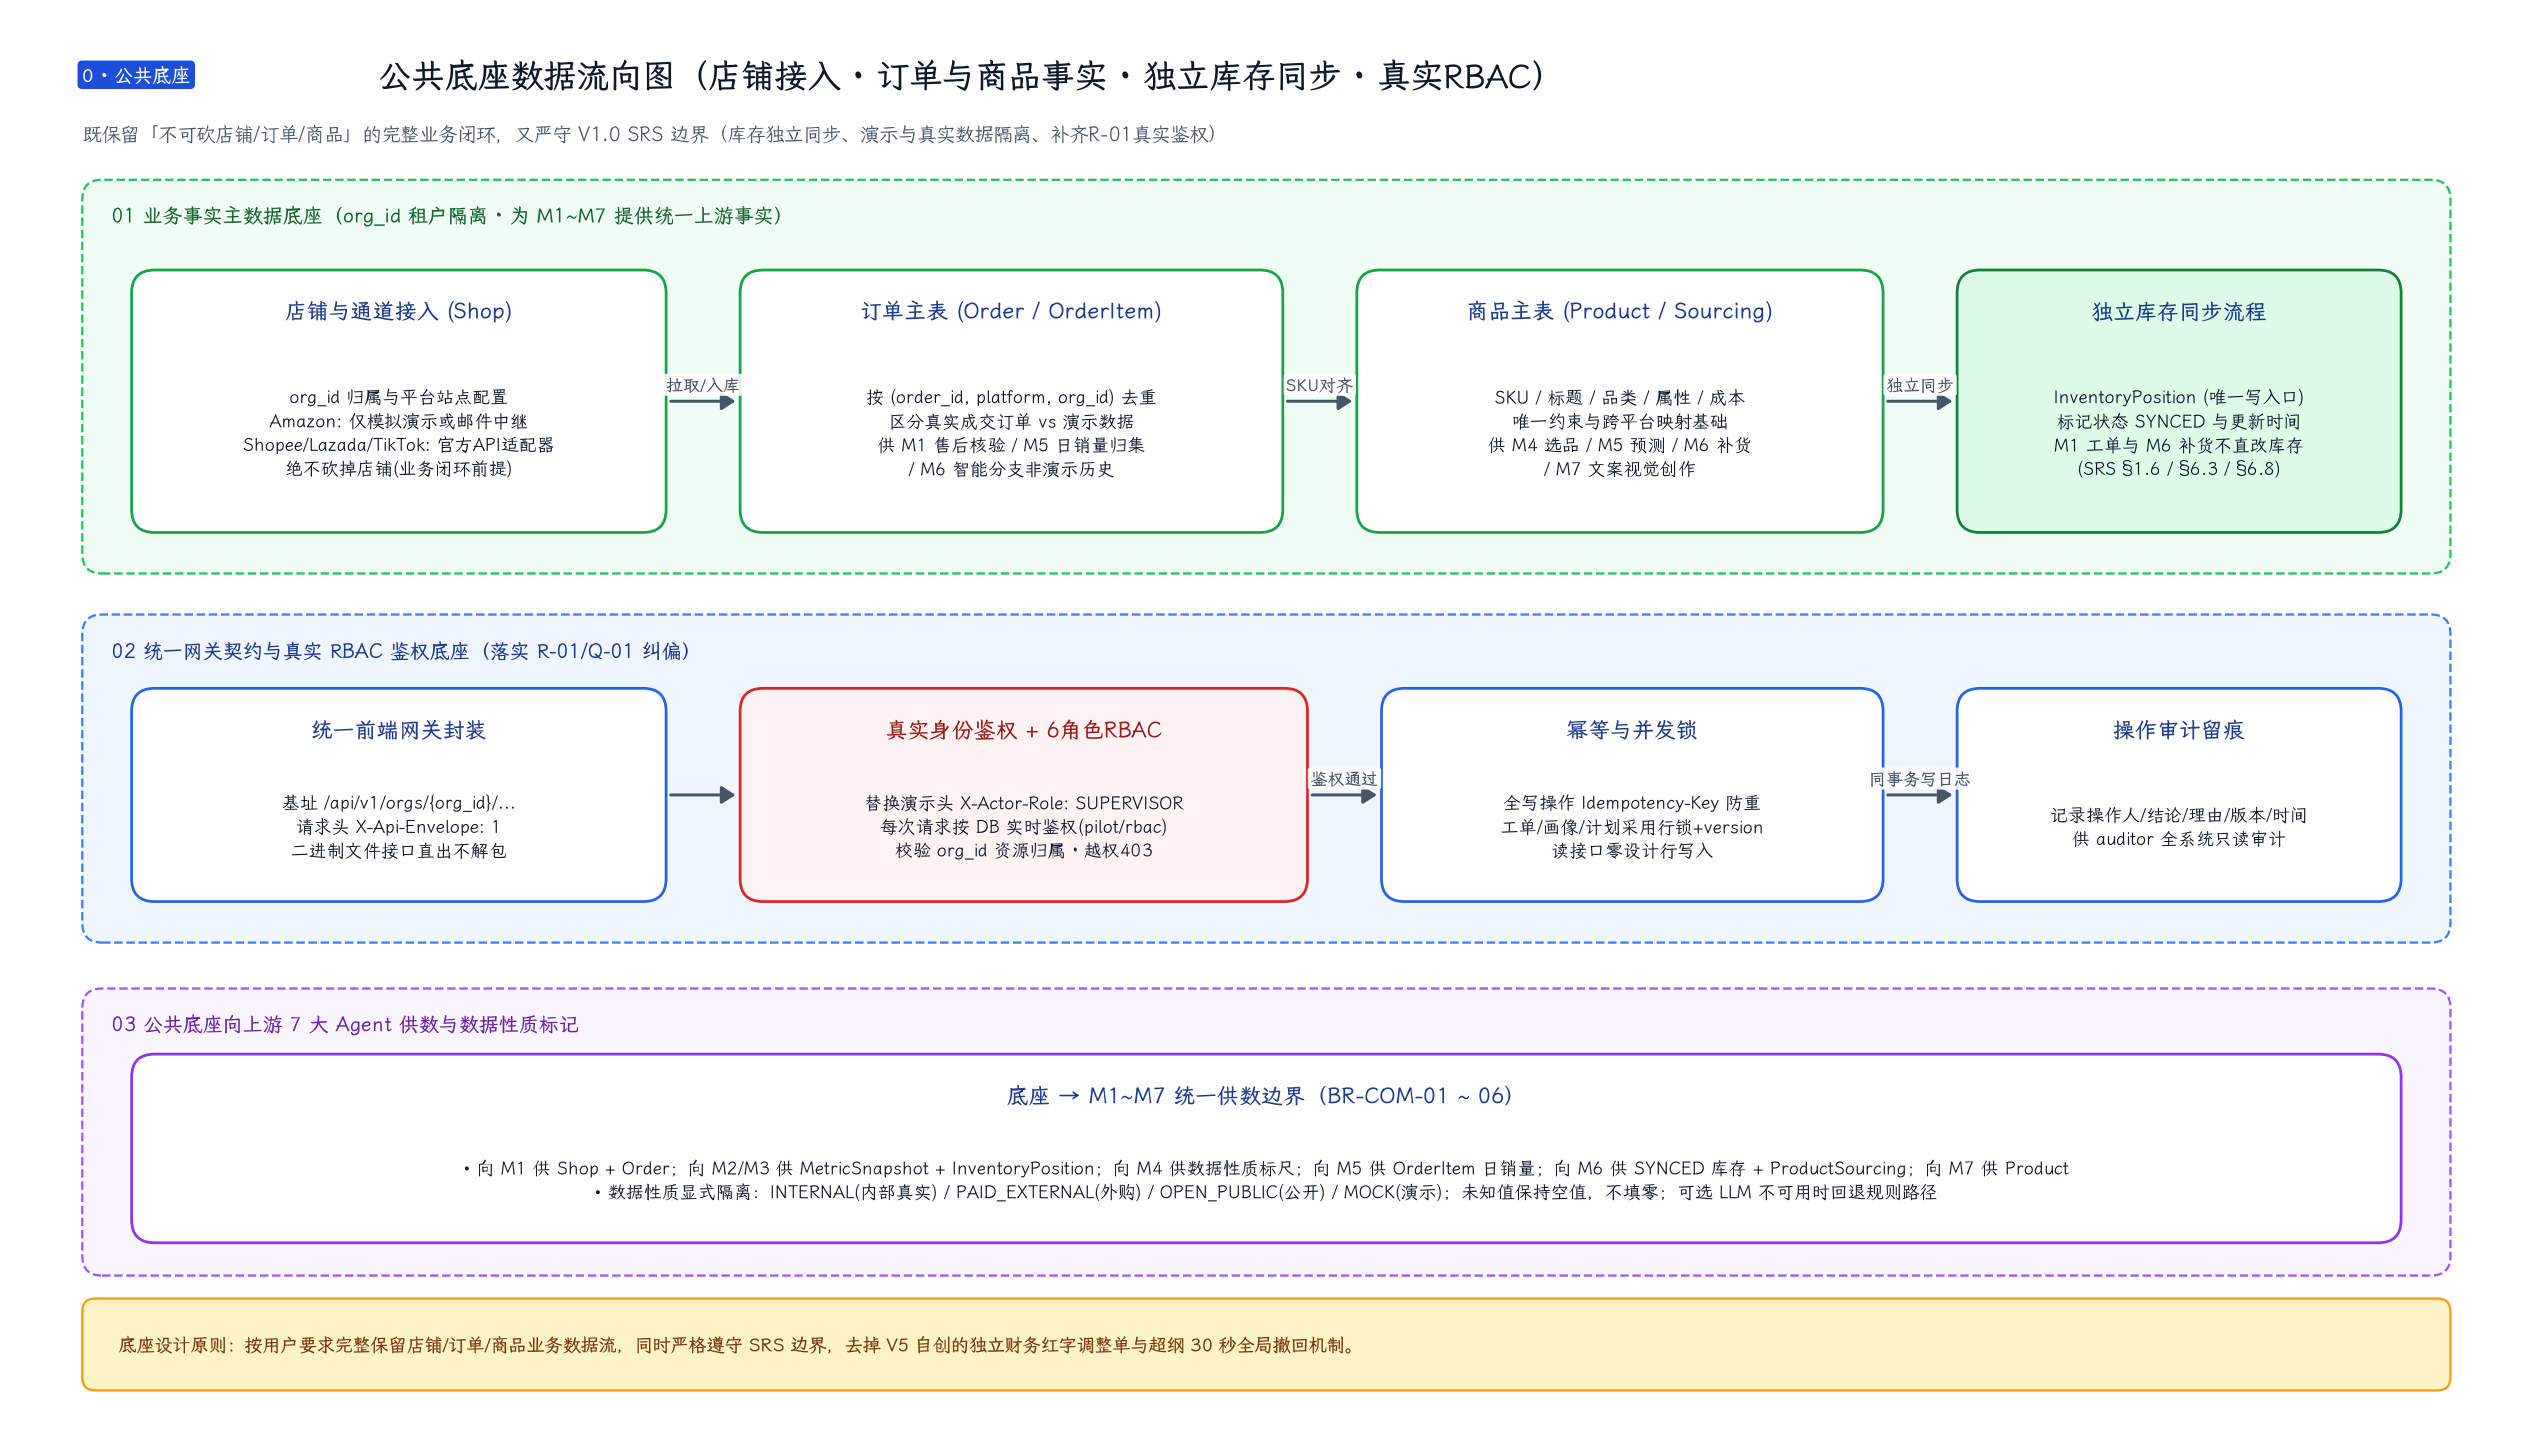 0・公共底座
公共底座数据流向图（店铺接入・订单与商品事实・独立库存同步・真实RBAC）
既保留「不可砍店铺/订单/商品」的完整业务闭环，又严守 V1.0 SRS 边界（库存独立同步、演示与真实数据隔离、补齐R-01真实鉴权）
01 业务事实主数据底座（org_id 租户隔离・为 M1~M7 提供统一上游事实）
店铺与通道接入 (Shop)
org_id 归属与平台站点配置
Amazon: 仅模拟演示或邮件中继
Shopee/Lazada/TikTok: 官方API适配器
绝不砍掉店铺(业务闭环前提)
拉取/入库
订单主表 (Order / OrderItem)
按 (order_id, platform, org_id) 去重
区分真实成交订单 vs 演示数据
供 M1 售后核验 / M5 日销量归集
/ M6 智能分支非演示历史
SKU对齐
商品主表 (Product / Sourcing)
SKU / 标题 / 品类 / 属性 / 成本
唯一约束与跨平台映射基础
供 M4 选品 / M5 预测 / M6 补货
/ M7 文案视觉创作
独立同步
独立库存同步流程
InventoryPosition (唯一写入口)
标记状态 SYNCED 与更新时间
M1 工单与 M6 补货不直改库存
(SRS §1.6 / §6.3 / §6.8)
02 统一网关契约与真实 RBAC 鉴权底座（落实 R-01/Q-01 纠偏）
统一前端网关封装
基址 /api/v1/orgs/{org_id}/...
请求头 X-Api-Envelope: 1
二进制文件接口直出不解包
真实身份鉴权 + 6角色RBAC
替换演示头 X-Actor-Role: SUPERVISOR
每次请求按 DB 实时鉴权(pilot/rbac)
校验 org_id 资源归属・越权403
鉴权通过
幂等与并发锁
全写操作 Idempotency-Key 防重
工单/画像/计划采用行锁+version
读接口零设计行写入
同事务写日志
操作审计留痕
记录操作人/结论/理由/版本/时间
供 auditor 全系统只读审计
03 公共底座向上游 7 大 Agent 供数与数据性质标记
底座 → M1~M7 统一供数边界（BR-COM-01 ~ 06）
• 向 M1 供 Shop + Order；向 M2/M3 供 MetricSnapshot + InventoryPosition；向 M4 供数据性质标尺；向 M5 供 OrderItem 日销量；向 M6 供 SYNCED 库存 + ProductSourcing；向 M7 供 Product
• 数据性质显式隔离：INTERNAL(内部真实) / PAID_EXTERNAL(外购) / OPEN_PUBLIC(公开) / MOCK(演示)；未知值保持空值，不填零；可选 LLM 不可用时回退规则路径
底座设计原则：按用户要求完整保留店铺/订单/商品业务数据流，同时严格遵守 SRS 边界，去掉 V5 自创的独立财务红字调整单与超纲 30 秒全局撤回机制。